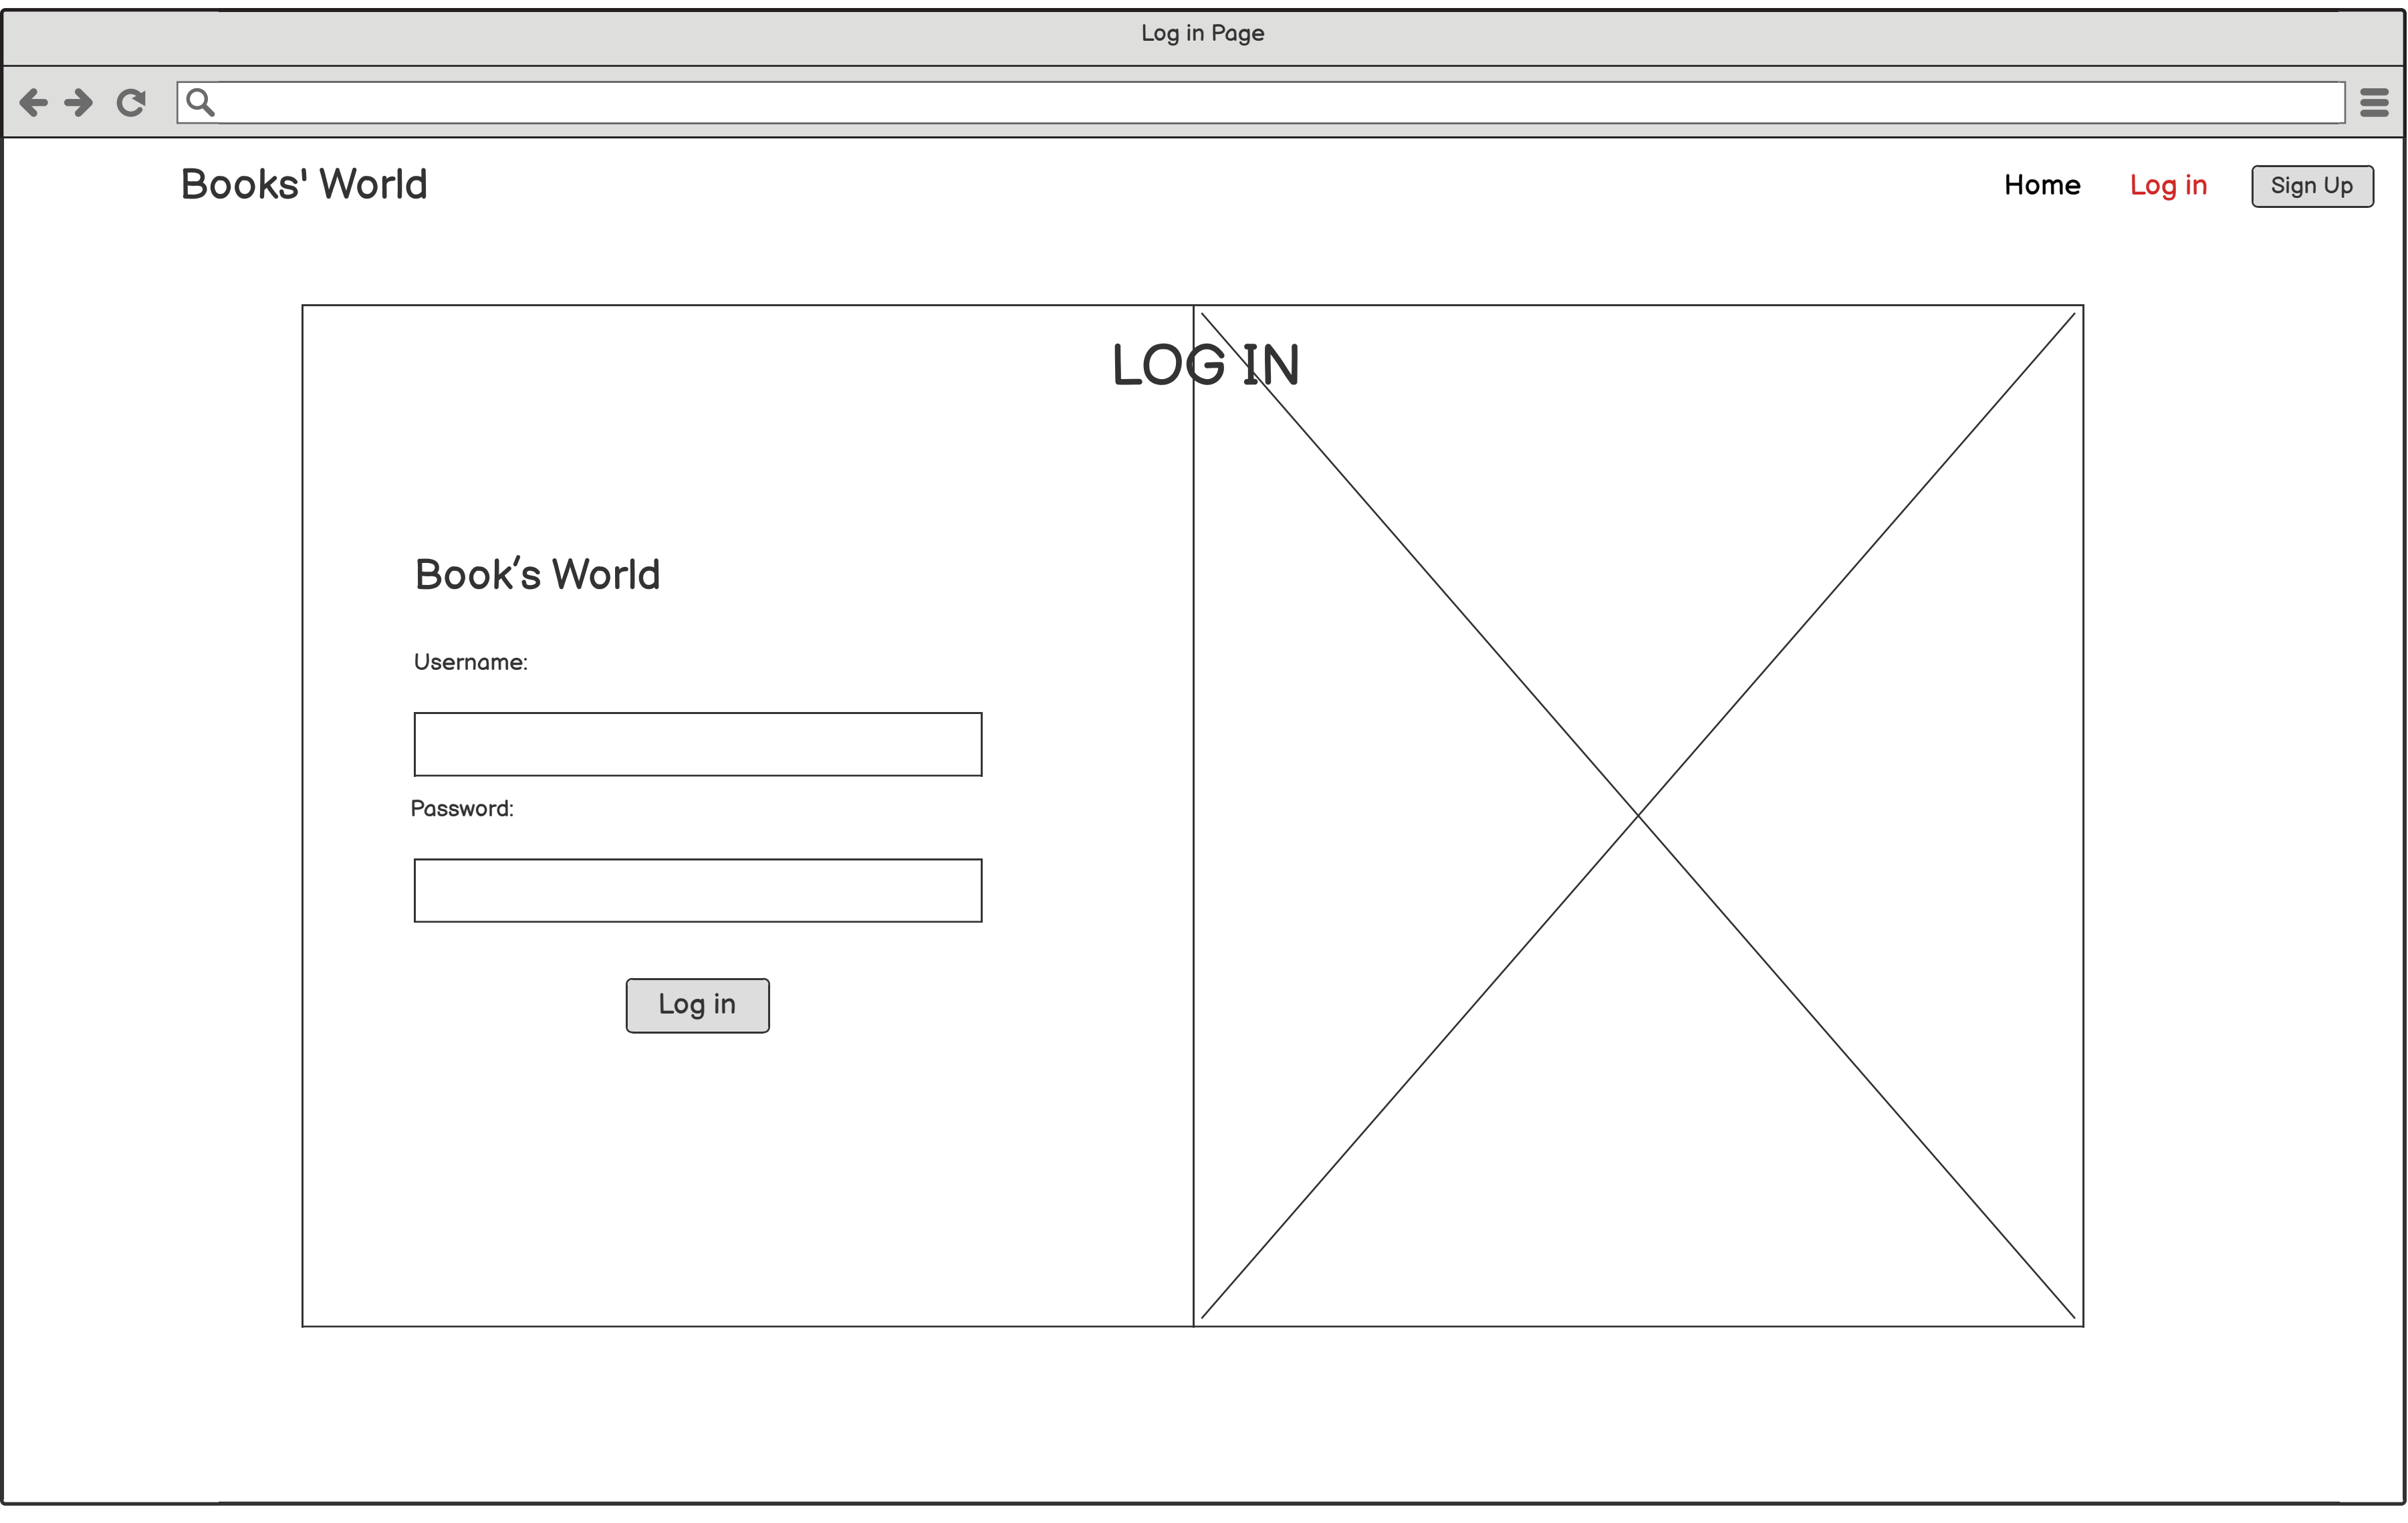 Log in Page
Books' World
Home
Log in
Sign Up
LOG IN
Book's World
Username:
Password:
Log in